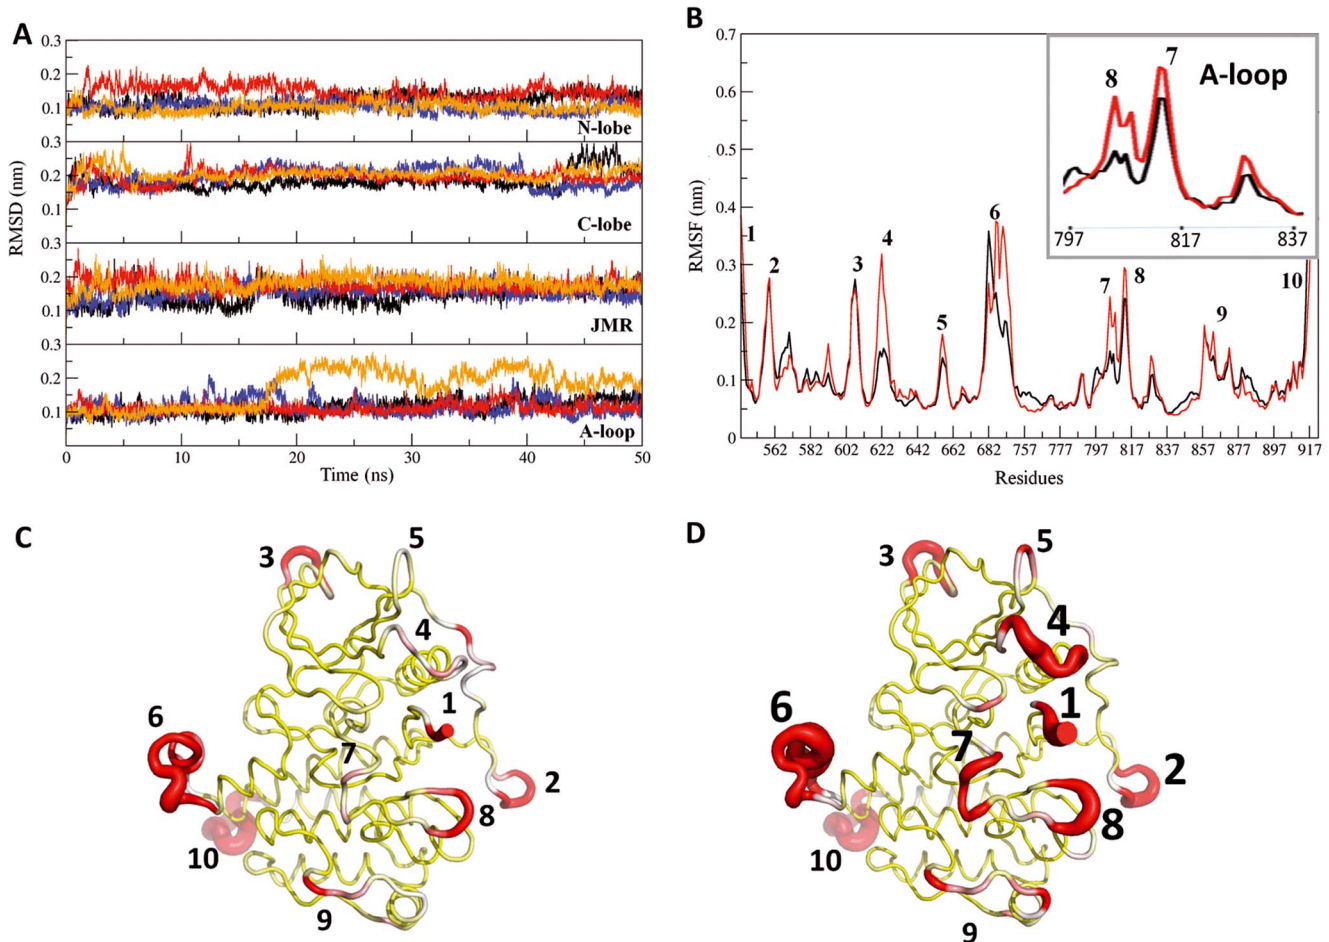 A
0.3
0.2
0.1
N-lobe
0.3
0.2
0.1
C-lobe
0.3
0.2
0.1
JMR
0.3
0.2
0.1
A-loop
0 10 20 30 40 50
Time (ns)
RMSD (nm)
B
0.7
0.6
0.5
0.4
0.3
0.2
0.1
0
RMSF (nm)
1 2 3 4 5 6 7 8 9 10
562 582 602 622 642 662 682 757 777 797 817 837 857 877 897 917
Residues
8 7
A-loop
797 817 837
C
3
5
4
1
6
7
2
8
10
9
D
3
5
4
1
6
7
2
8
10
9